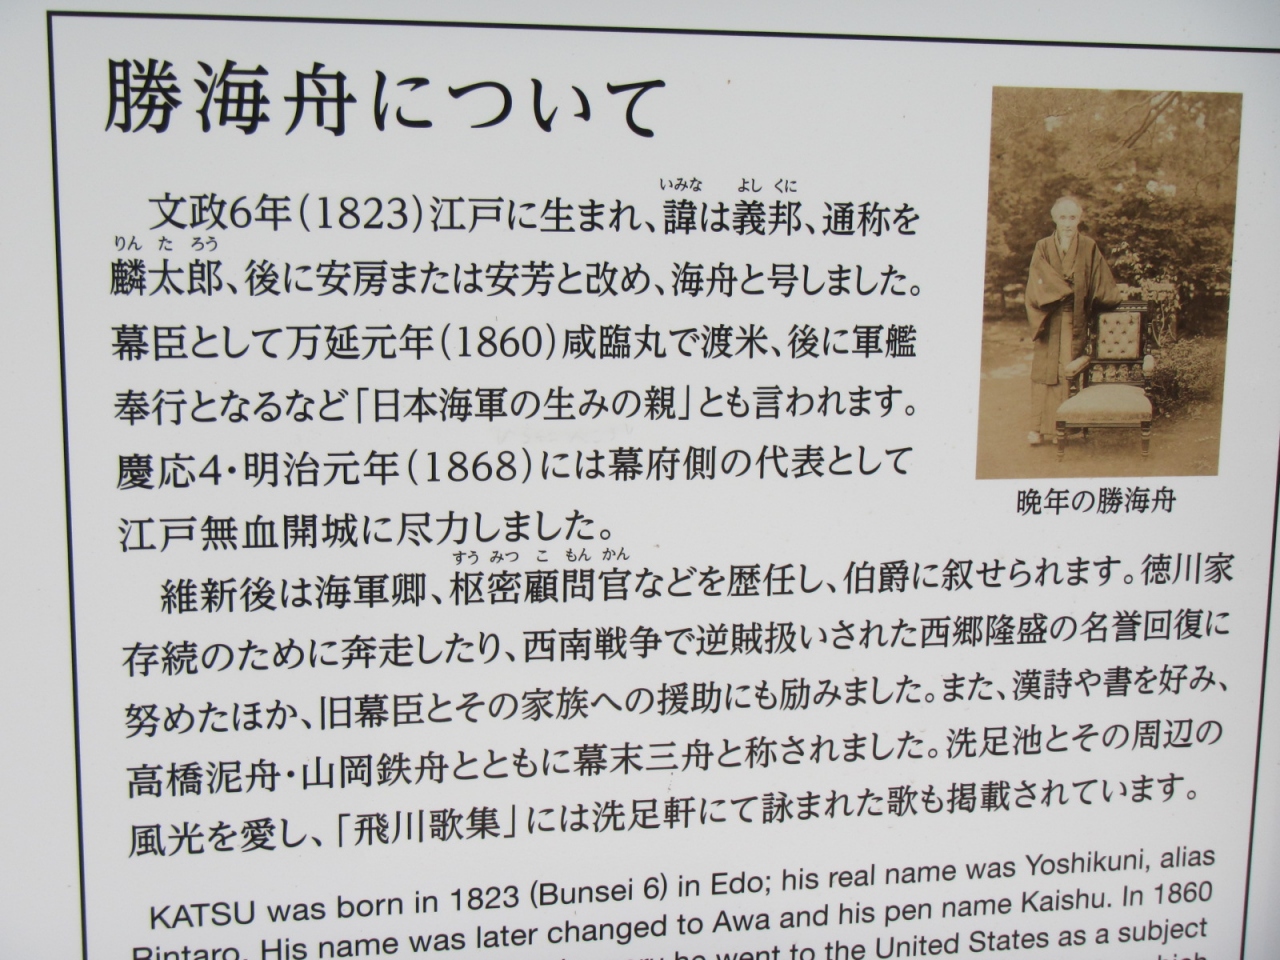 勝海舟について
文政6年(1823)江戸に生まれ、諱は義邦、通称を
麟太郎、後に安房または安芳と改め、海舟と号しました。
幕臣として万延元年(1860)咸臨丸で渡米、後に軍艦
奉行となるなど「日本海軍の生みの親」とも言われます。
慶応4・明治元年(1868)には幕府側の代表として
江戸無血開城に尽力しました。
維新後は海軍卿、枢密顧問官などを歴任し、伯爵に叙せられます。徳川家
存続のために奔走したり、西南戦争で逆賊扱いされた西郷隆盛の名誉回復に
努めたほか、旧幕臣とその家族への援助にも励みました。また、漢詩や書を好み、
高橋泥舟・山岡鉄舟とともに幕末三舟と称されました。洗足池とその周辺の
風光を愛し、「飛川歌集」には洗足軒にて詠まれた歌も掲載されています。
いみな よし くに
りん た ろう
すう みつ こ もん かん
晩年の勝海舟
KATSU was born in 1823 (Bunsei 6) in Edo; his real name was Yoshikuni, alias
Rintaro. His name was later changed to Awa and his pen name Kaishu. In 1860
he went to the United States as a subject